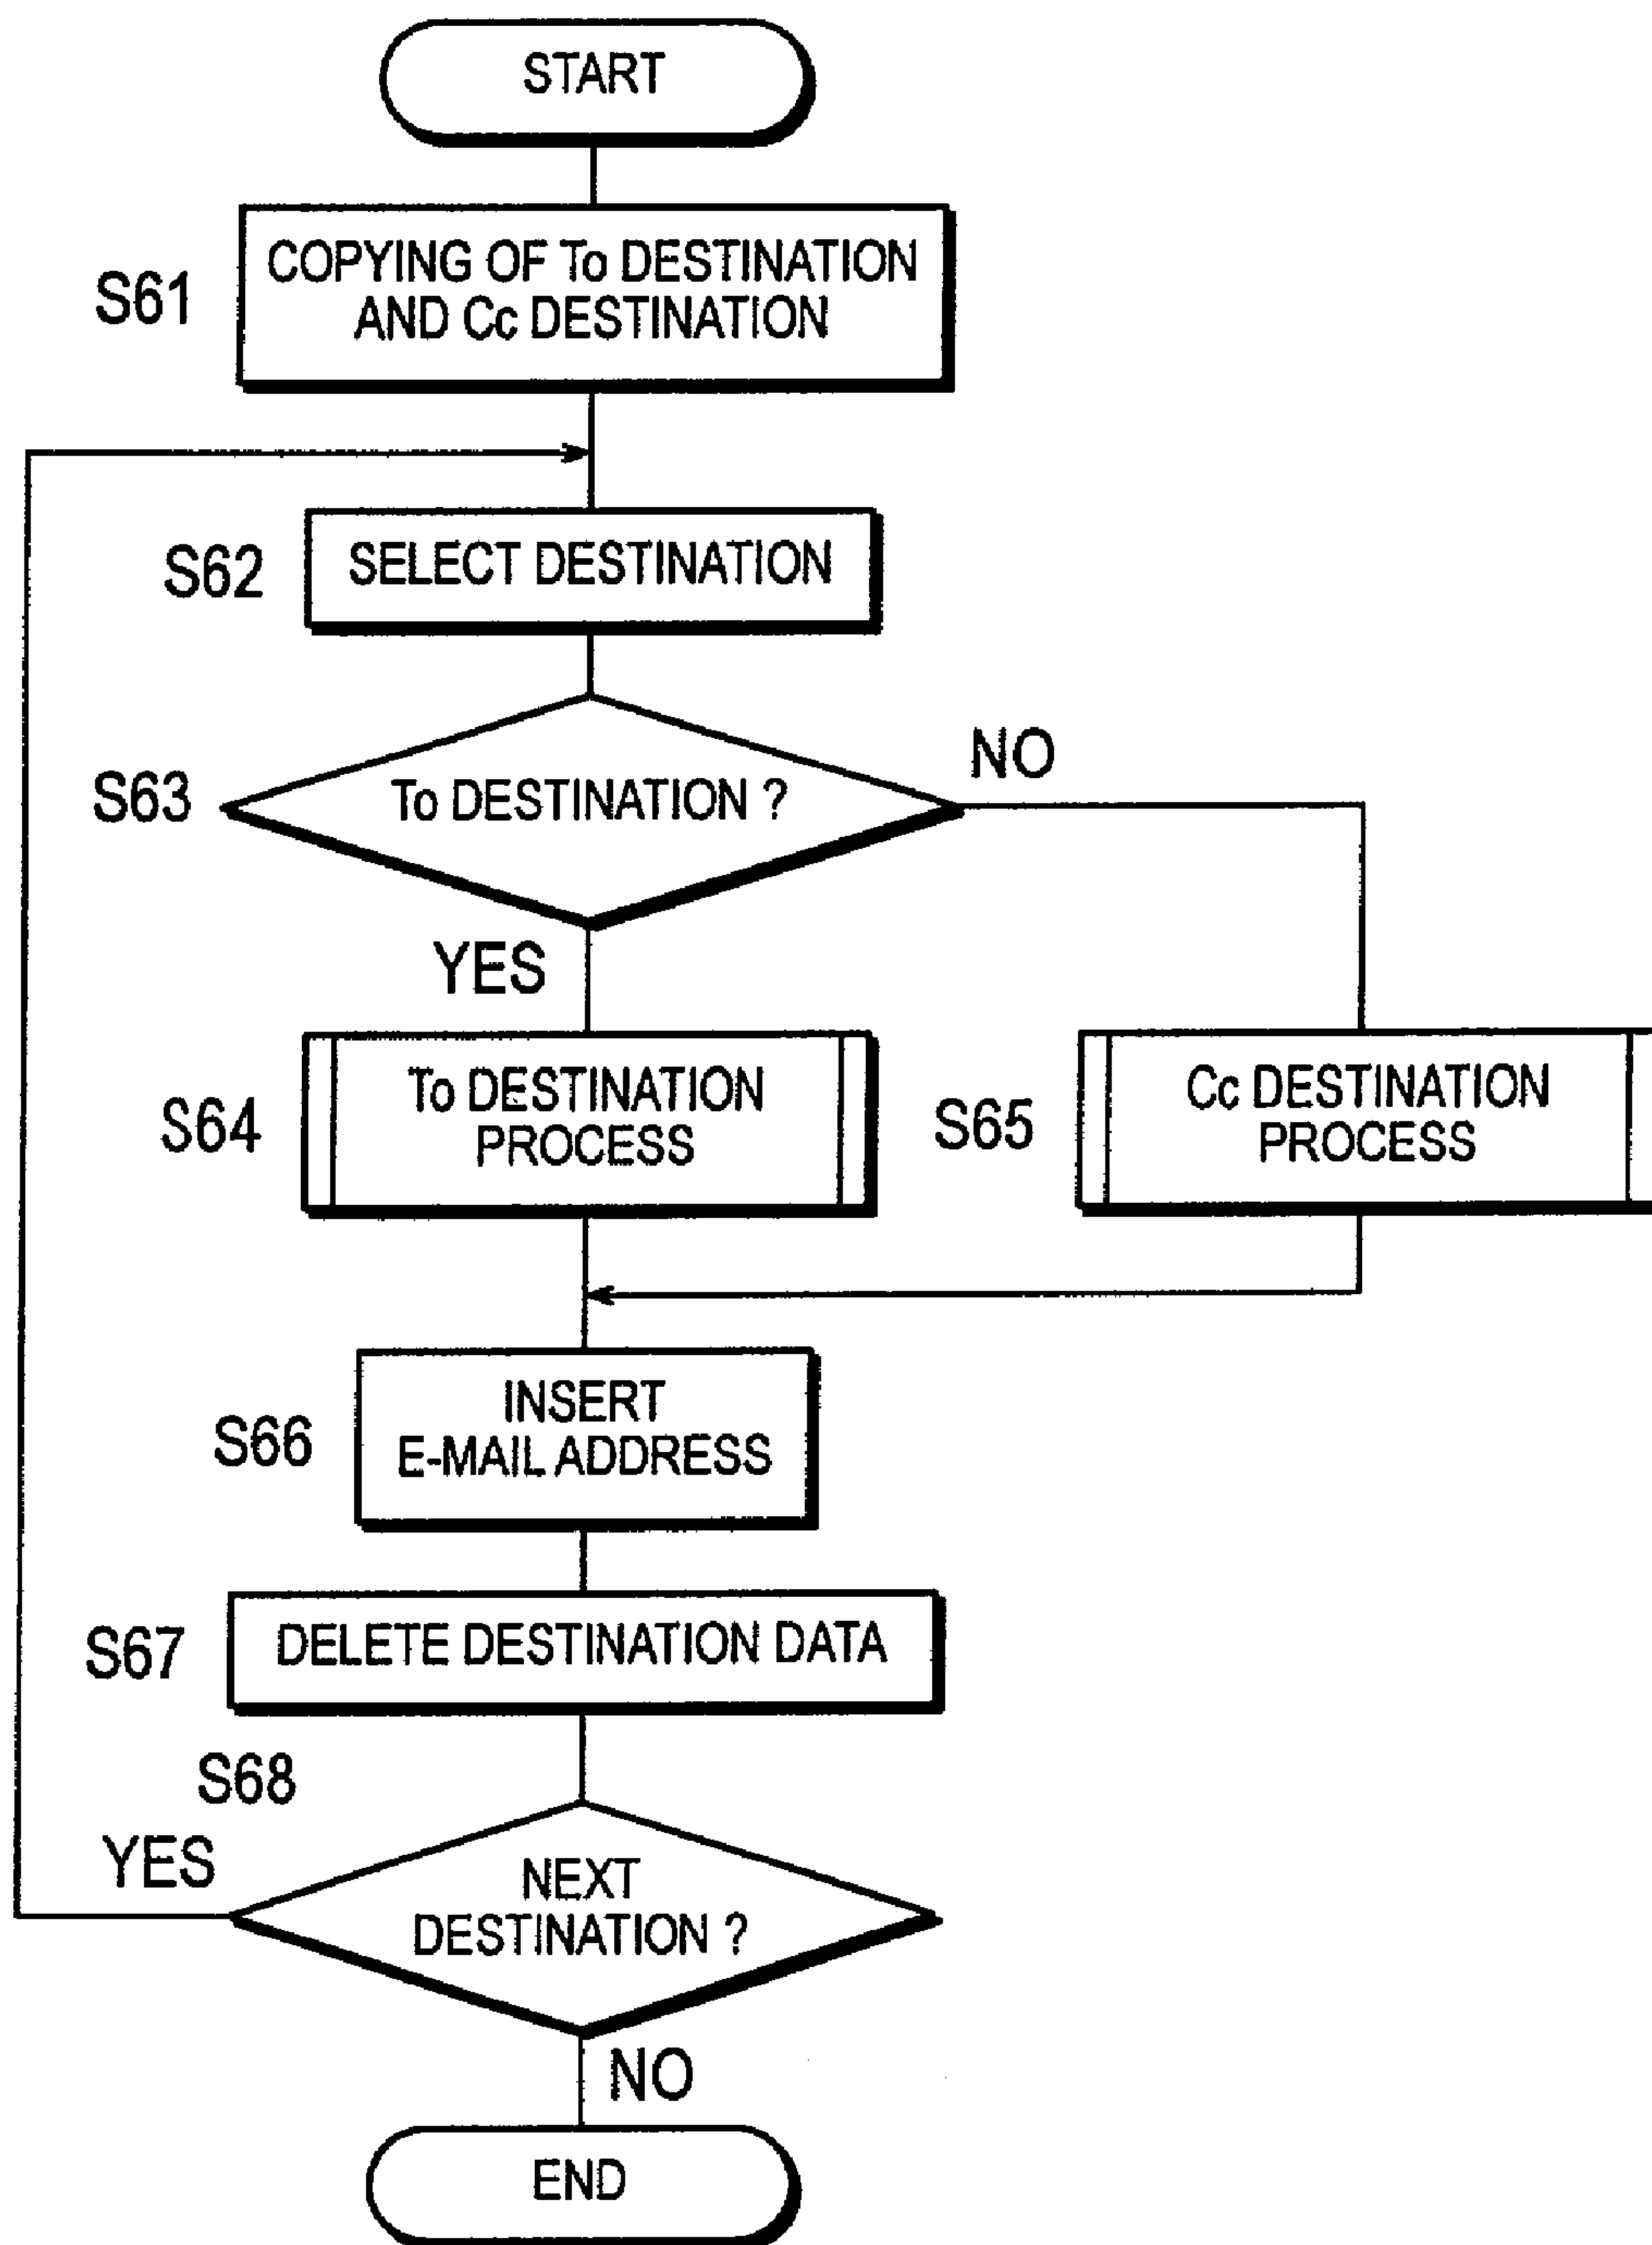 START
S61
COPYING OF To DESTINATION
AND Cc DESTINATION
S62
SELECT DESTINATION
S63
To DESTINATION ?
NO
YES
S64
To DESTINATION
PROCESS
S65
Cc DESTINATION
PROCESS
S66
INSERT
E-MAIL ADDRESS
S67
DELETE DESTINATION DATA
S68
YES
NEXT
DESTINATION ?
NO
END